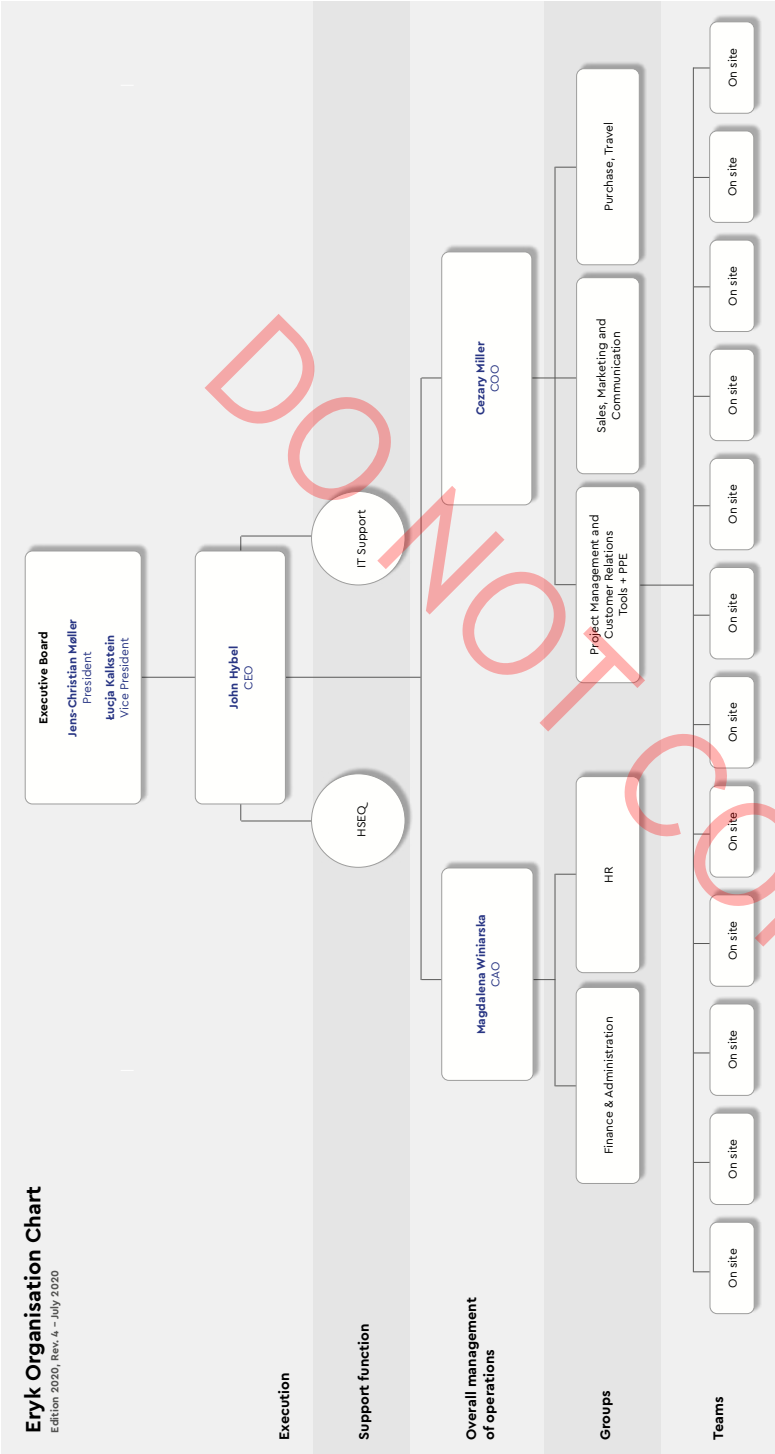 Eryk Organisation Chart
Edition 2020, Rev. 4 – July 2020
Executive Board
Jens-Christian Møller
President
Łucja Kalkstein
Vice President
Execution
John Hybel
CEO
Support function
HSEQ
IT Support
Overall management
of operations
Magdalena Winiarska
CAO
Cezary Miller
COO
Groups
Finance & Administration
HR
Project Management and
Customer Relations
Tools + PPE
Sales, Marketing and
Communication
Purchase, Travel
Teams
On site
On site
On site
On site
On site
On site
On site
On site
On site
On site
On site
On site
DO NOT CO